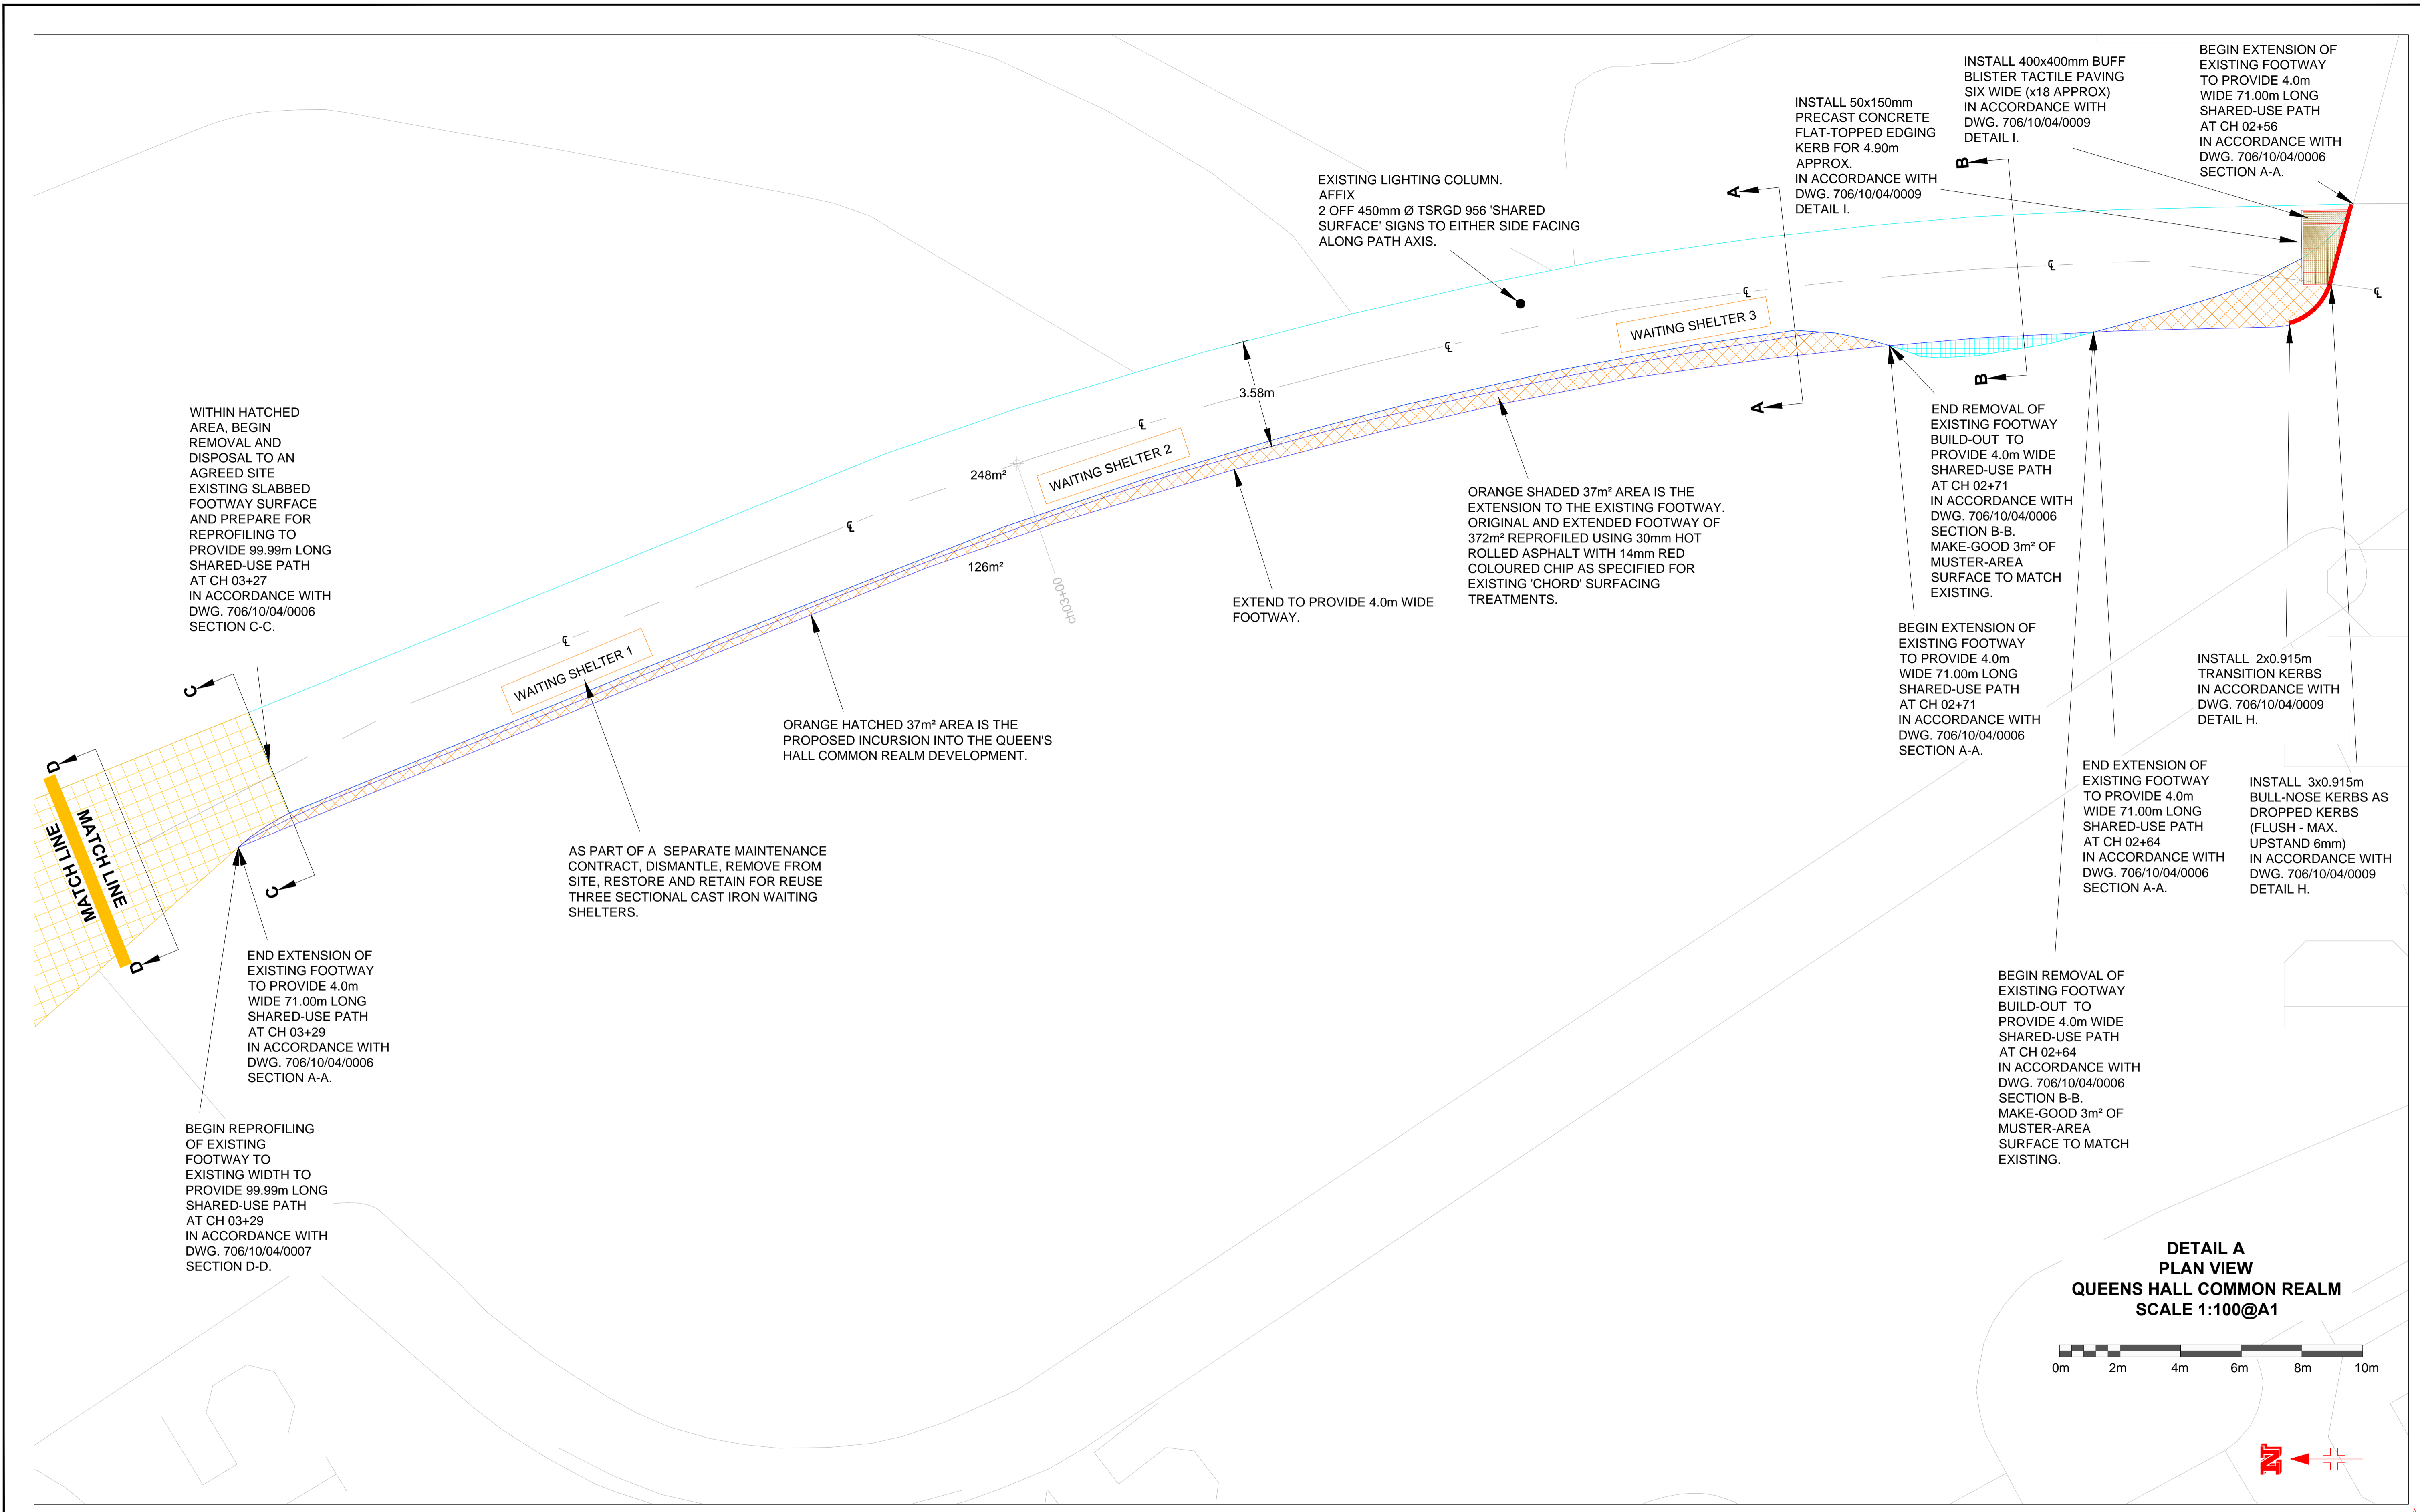 BEGIN EXTENSION OF
EXISTING FOOTWAY
TO PROVIDE 4.0m
WIDE 71.00m LONG
SHARED-USE PATH
AT CH 02+56
IN ACCORDANCE WITH
DWG. 706/10/04/0006
SECTION A-A.
INSTALL 400x400mm BUFF
BLISTER TACTILE PAVING
SIX WIDE (x18 APPROX)
IN ACCORDANCE WITH
DWG. 706/10/04/0009
DETAIL I.
INSTALL 50x150mm
PRECAST CONCRETE
FLAT-TOPPED EDGING
KERB FOR 4.90m
APPROX.
IN ACCORDANCE WITH
DWG. 706/10/04/0009
DETAIL I.
B
A
EXISTING LIGHTING COLUMN.
AFFIX
2 OFF 450mm Ø TSRGD 956 'SHARED
SURFACE' SIGNS TO EITHER SIDE FACING
ALONG PATH AXIS.
WAITING SHELTER 3
B
A
3.58m
WITHIN HATCHED
AREA, BEGIN
REMOVAL AND
DISPOSAL TO AN
AGREED SITE
EXISTING SLABBED
FOOTWAY SURFACE
AND PREPARE FOR
REPROFILING TO
PROVIDE 99.99m LONG
SHARED-USE PATH
AT CH 03+27
IN ACCORDANCE WITH
DWG. 706/10/04/0006
SECTION C-C.
END REMOVAL OF
EXISTING FOOTWAY
BUILD-OUT TO
PROVIDE 4.0m WIDE
SHARED-USE PATH
AT CH 02+71
IN ACCORDANCE WITH
DWG. 706/10/04/0006
SECTION B-B.
MAKE-GOOD 3m² OF
MUSTER-AREA
SURFACE TO MATCH
EXISTING.
WAITING SHELTER 2
248m²
126m²
ch03+00
ORANGE SHADED 37m² AREA IS THE
EXTENSION TO THE EXISTING FOOTWAY.
ORIGINAL AND EXTENDED FOOTWAY OF
372m² REPROFILED USING 30mm HOT
ROLLED ASPHALT WITH 14mm RED
COLOURED CHIP AS SPECIFIED FOR
EXISTING 'CHORD' SURFACING
TREATMENTS.
EXTEND TO PROVIDE 4.0m WIDE
FOOTWAY.
BEGIN EXTENSION OF
EXISTING FOOTWAY
TO PROVIDE 4.0m
WIDE 71.00m LONG
SHARED-USE PATH
AT CH 02+71
IN ACCORDANCE WITH
DWG. 706/10/04/0006
SECTION A-A.
INSTALL 2x0.915m
TRANSITION KERBS
IN ACCORDANCE WITH
DWG. 706/10/04/0009
DETAIL H.
WAITING SHELTER 1
C
ORANGE HATCHED 37m² AREA IS THE
PROPOSED INCURSION INTO THE QUEEN'S
HALL COMMON REALM DEVELOPMENT.
D
MATCH LINE
MATCH LINE
C
D
END EXTENSION OF
EXISTING FOOTWAY
TO PROVIDE 4.0m
WIDE 71.00m LONG
SHARED-USE PATH
AT CH 02+64
IN ACCORDANCE WITH
DWG. 706/10/04/0006
SECTION A-A.
INSTALL 3x0.915m
BULL-NOSE KERBS AS
DROPPED KERBS
(FLUSH - MAX.
UPSTAND 6mm)
IN ACCORDANCE WITH
DWG. 706/10/04/0009
DETAIL H.
AS PART OF A SEPARATE MAINTENANCE
CONTRACT, DISMANTLE, REMOVE FROM
SITE, RESTORE AND RETAIN FOR REUSE
THREE SECTIONAL CAST IRON WAITING
SHELTERS.
END EXTENSION OF
EXISTING FOOTWAY
TO PROVIDE 4.0m
WIDE 71.00m LONG
SHARED-USE PATH
AT CH 03+29
IN ACCORDANCE WITH
DWG. 706/10/04/0006
SECTION A-A.
BEGIN REMOVAL OF
EXISTING FOOTWAY
BUILD-OUT TO
PROVIDE 4.0m WIDE
SHARED-USE PATH
AT CH 02+64
IN ACCORDANCE WITH
DWG. 706/10/04/0006
SECTION B-B.
MAKE-GOOD 3m² OF
MUSTER-AREA
SURFACE TO MATCH
EXISTING.
BEGIN REPROFILING
OF EXISTING
FOOTWAY TO
EXISTING WIDTH TO
PROVIDE 99.99m LONG
SHARED-USE PATH
AT CH 03+29
IN ACCORDANCE WITH
DWG. 706/10/04/0007
SECTION D-D.
DETAIL A
PLAN VIEW
QUEENS HALL COMMON REALM
SCALE 1:100@A1
0m 2m 4m 6m 8m 10m
N